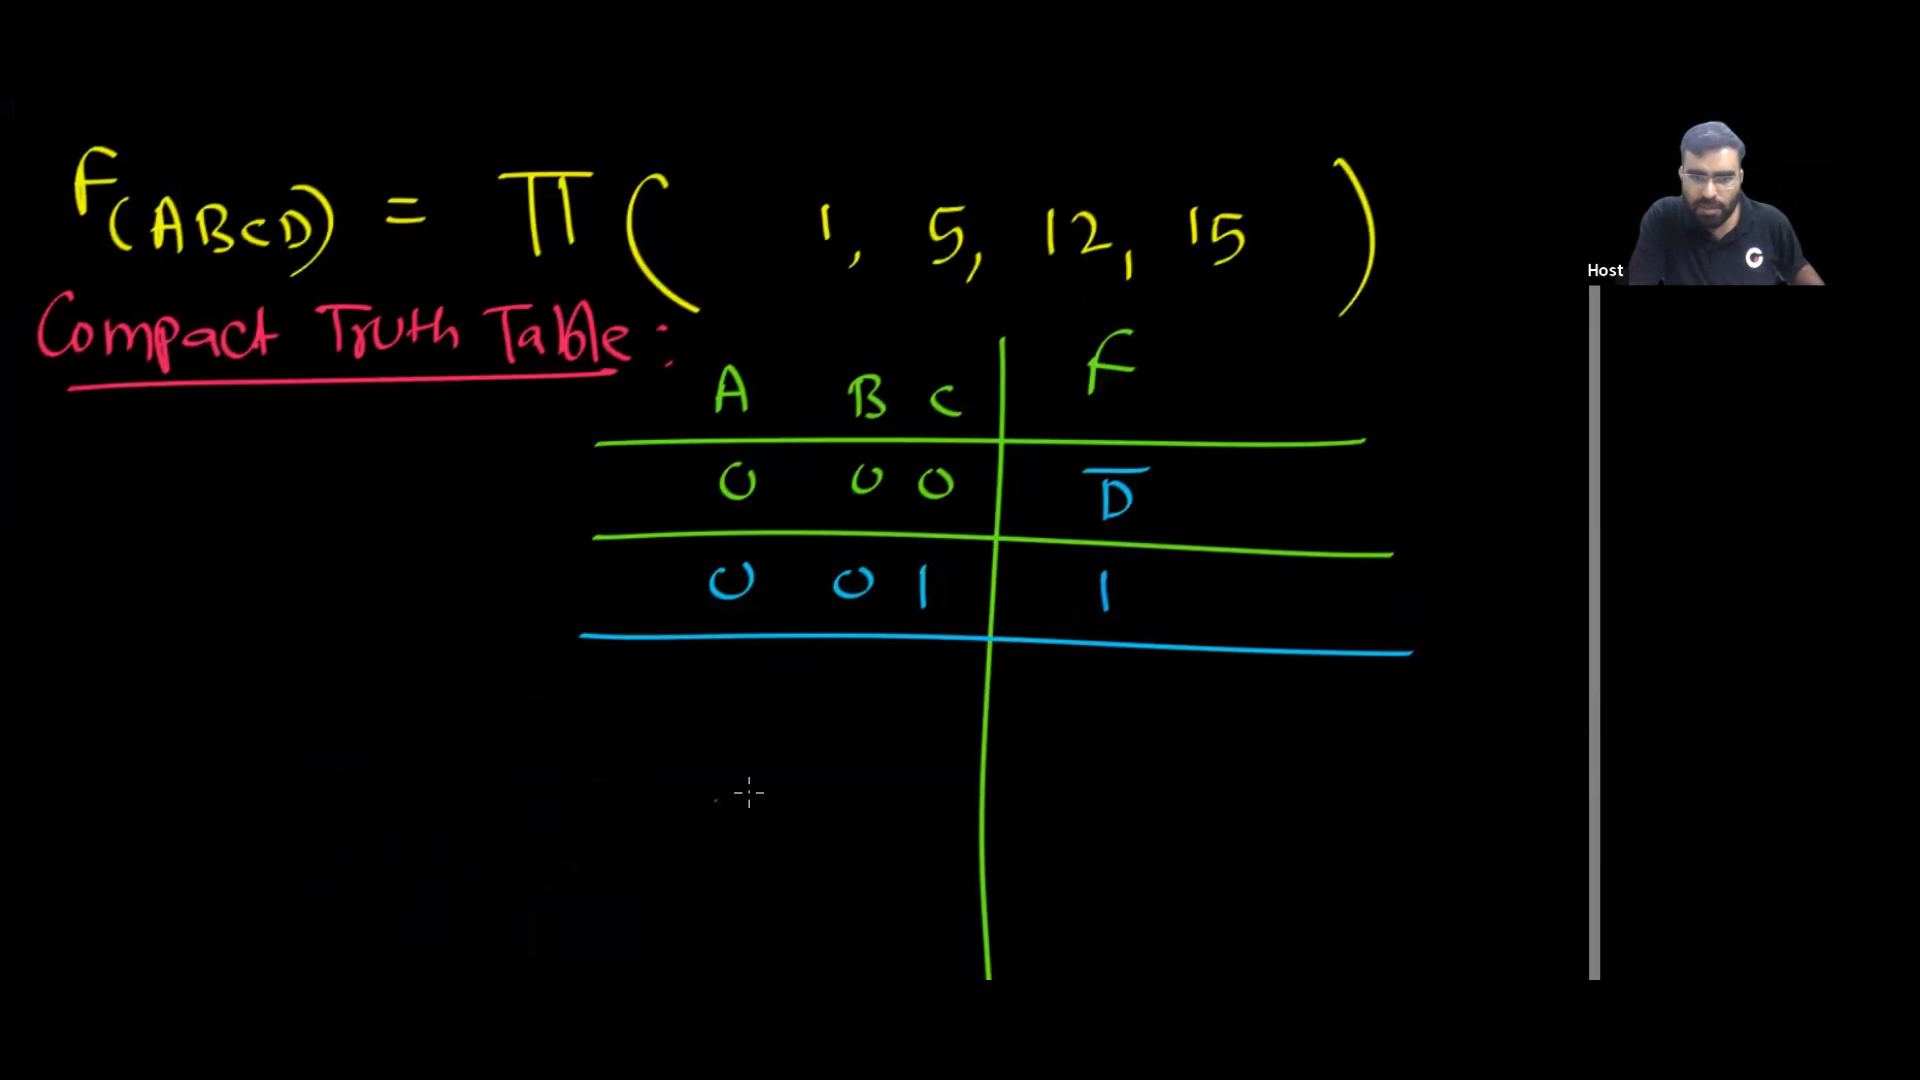 F(ABCD) = π( 1, 5, 12, 15 )
Host
Compact Truth Table :
A B C F
0 0 0 D̅
0 0 1 1